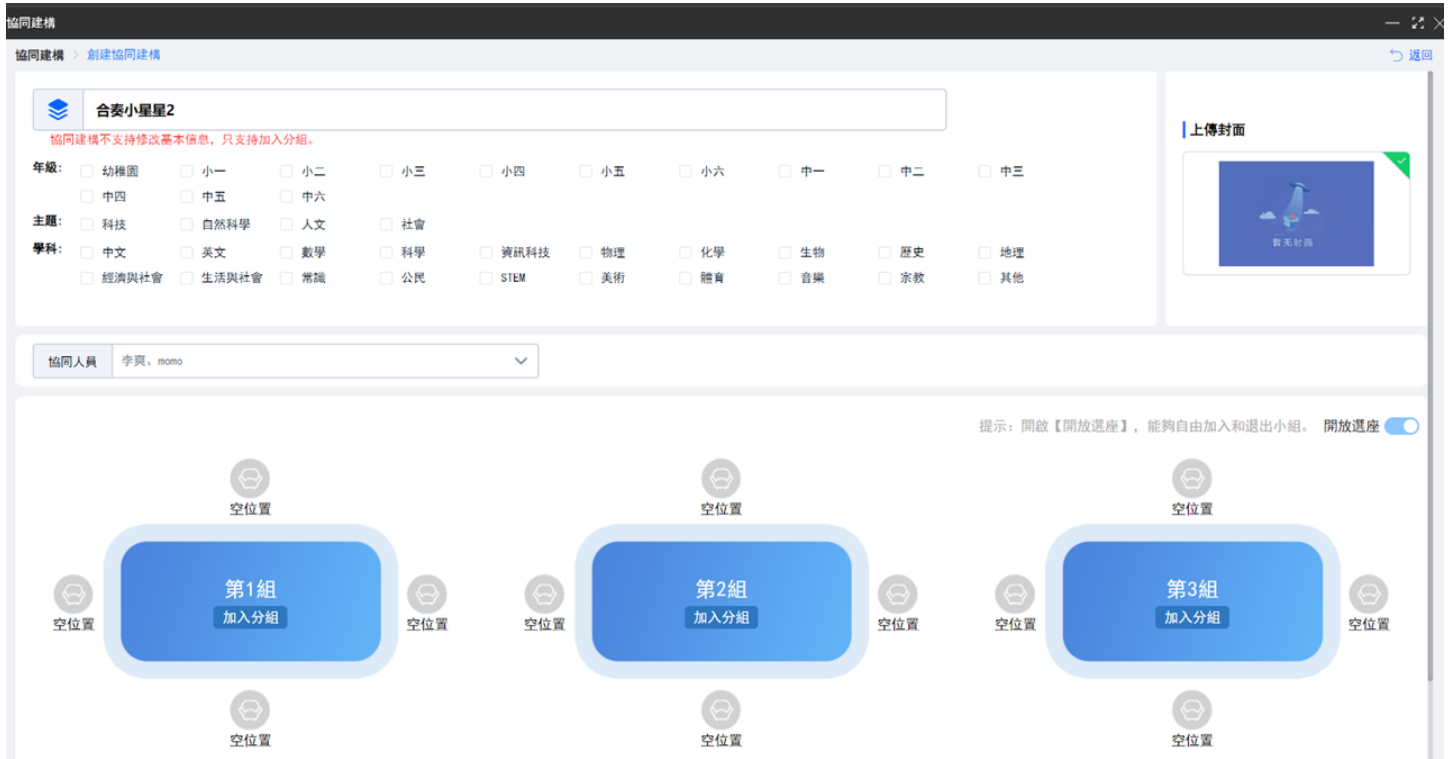 協同建構
協同建構 > 創建協同建構 返回
合奏小星星2
協同建構不支持修改基本信息，只支持加入分組。
上傳封面
年級： 幼稚園 小一 小二 小三 小四 小五 小六 中一 中二 中三
中四 中五 中六
主題： 科技 自然科學 人文 社會
學科： 中文 英文 數學 科學 資訊科技 物理 化學 生物 歷史 地理
經濟與社會 生活與社會 常識 公民 STEM 美術 體育 音樂 宗教 其他
暂无封面
協同人員 李爽、momo
提示：開啟【開放選座】，能夠自由加入和退出小組。 開放選座
空位置 空位置 空位置
第1組 第2組 第3組
加入分組 加入分組 加入分組
空位置 空位置 空位置 空位置 空位置 空位置
空位置 空位置 空位置